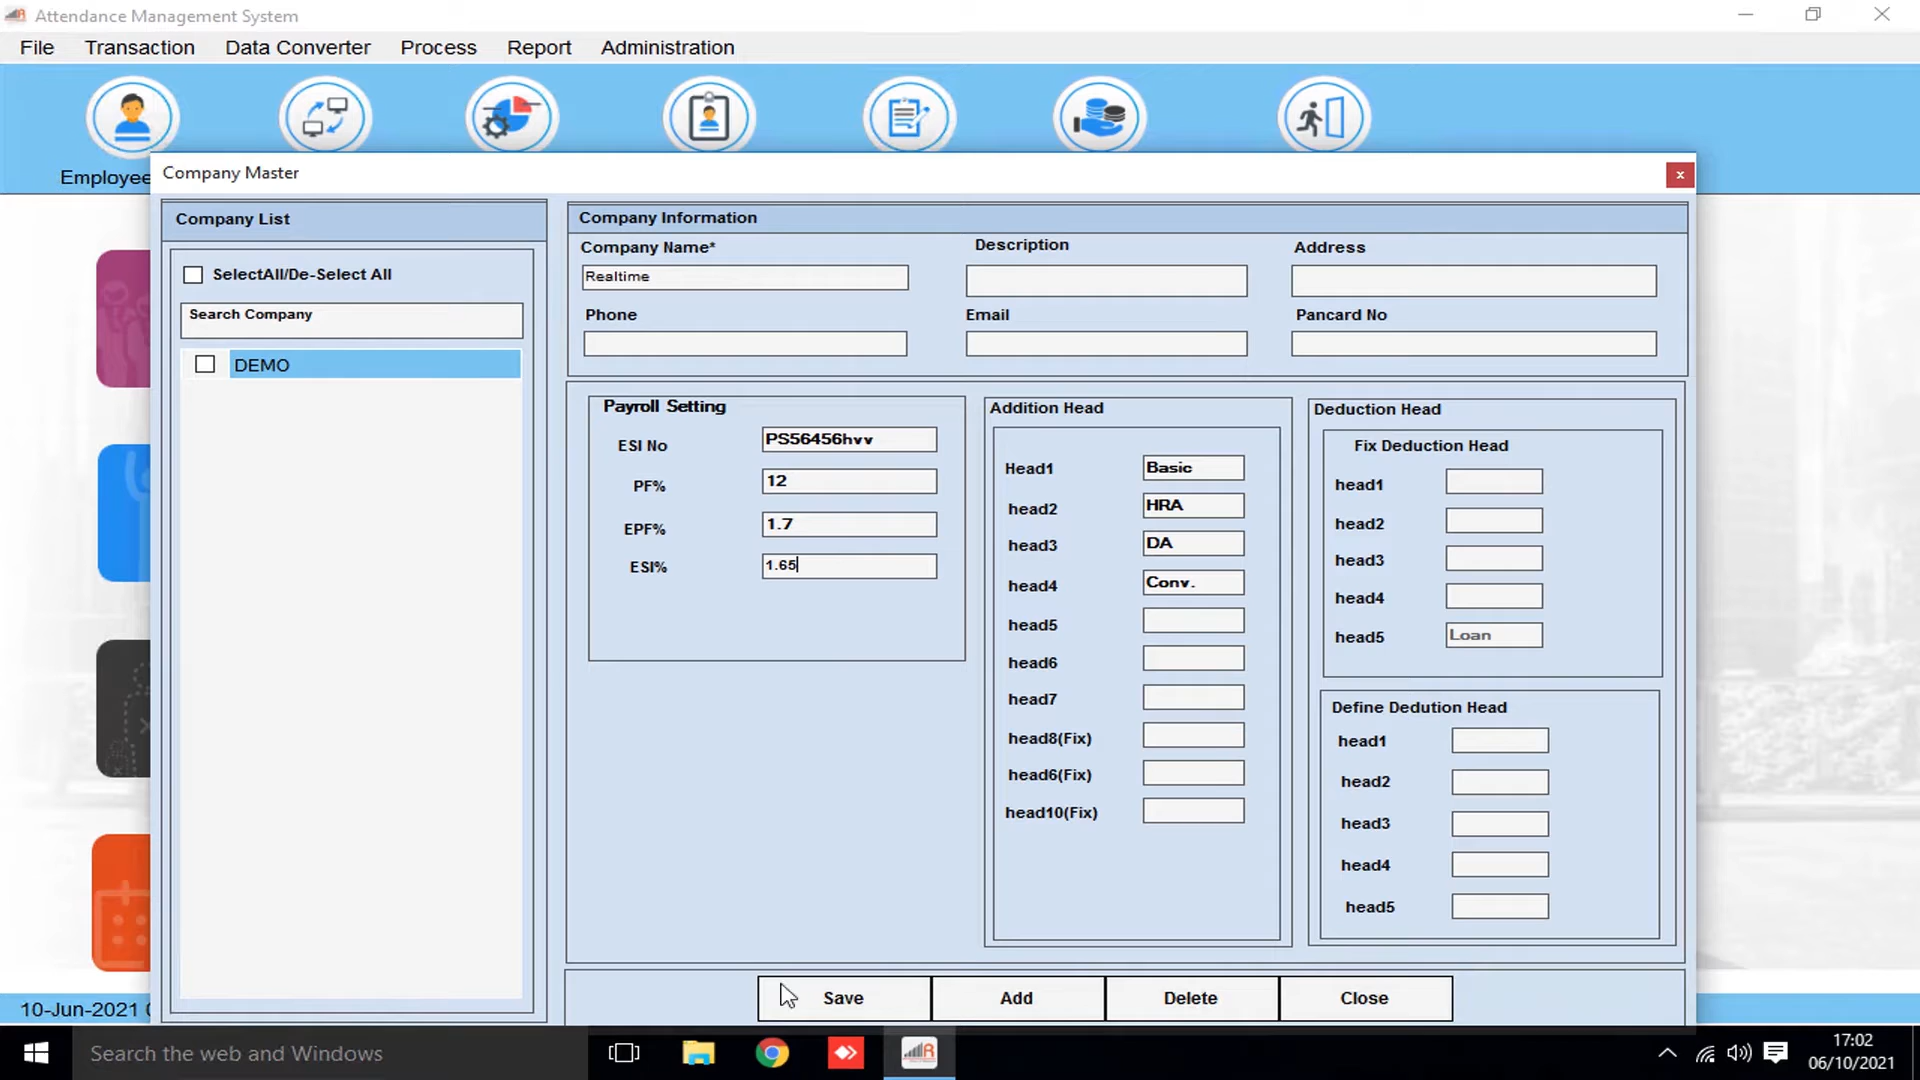 Attendance Management System
File Transaction Data Converter Process Report Administration
Employee
Company Master
x
Company List
SelectAll/De-Select All
Search Company
DEMO
Company Information
Company Name*
Description
Address
Realtime
Phone
Email
Pancard No
Payroll Setting
ESI No PS56456hvv
PF% 12
EPF% 1.7
ESI% 1.65
Addition Head
Head1 Basic
head2 HRA
head3 DA
head4 Conv.
head5
head6
head7
head8(Fix)
head6(Fix)
head10(Fix)
Deduction Head
Fix Deduction Head
head1
head2
head3
head4
head5 Loan
Define Dedution Head
head1
head2
head3
head4
head5
Save Add Delete Close
10-Jun-2021
Search the web and Windows
17:02
06/10/2021